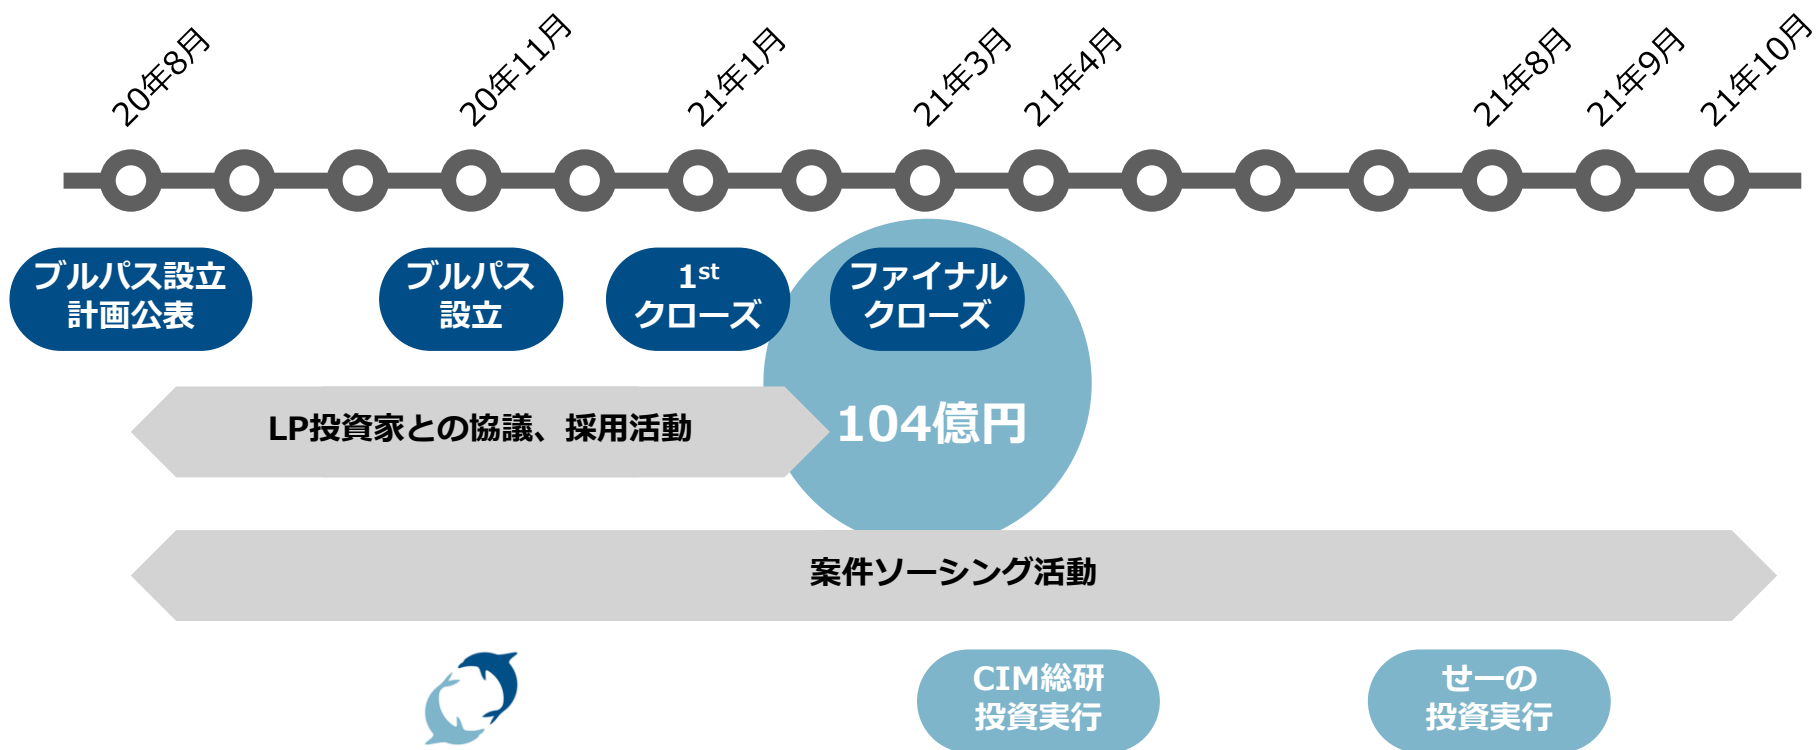 20年8月
20年11月
21年1月
21年3月
21年4月
21年8月
21年9月
21年10月
ブルパス設立
計画公表
ブルパス
設立
1st
クローズ
ファイナル
クローズ
LP投資家との協議、採用活動
104億円
案件ソーシング活動
CIM総研
投資実行
せーの
投資実行